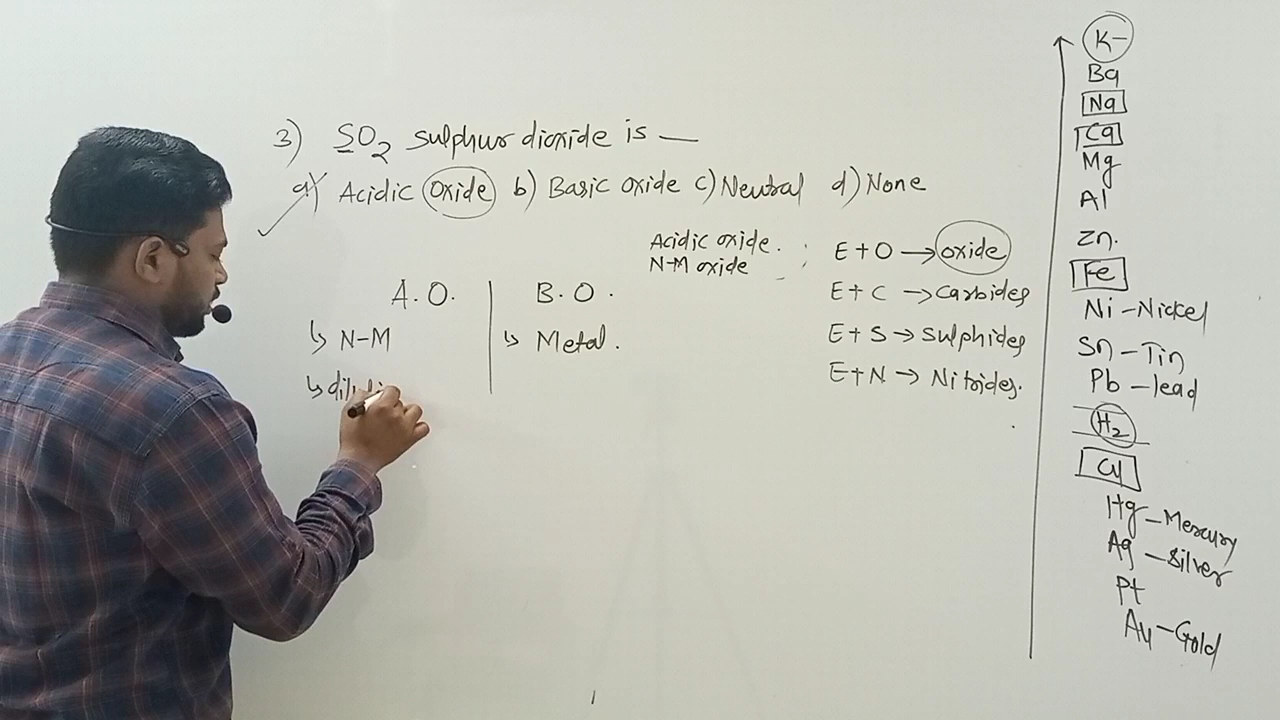 3) SO2 sulphur dioxide is —
a) Acidic Oxide b) Basic oxide c) Neutral d) None
Acidic oxide.
N-M oxide
E + O → oxide
E + C → Carbides
E + S → Sulphides
E + N → Nitrides.
A.O.
B.O.
↳ N-M
↳ Metal.
K
Ba
Na
Ca
Mg
Al
Zn.
Fe
Ni - Nickel
Sn - Tin
Pb - lead
H2
Cu
Hg - Mercury
Ag - Silver
Pt
Au - Gold